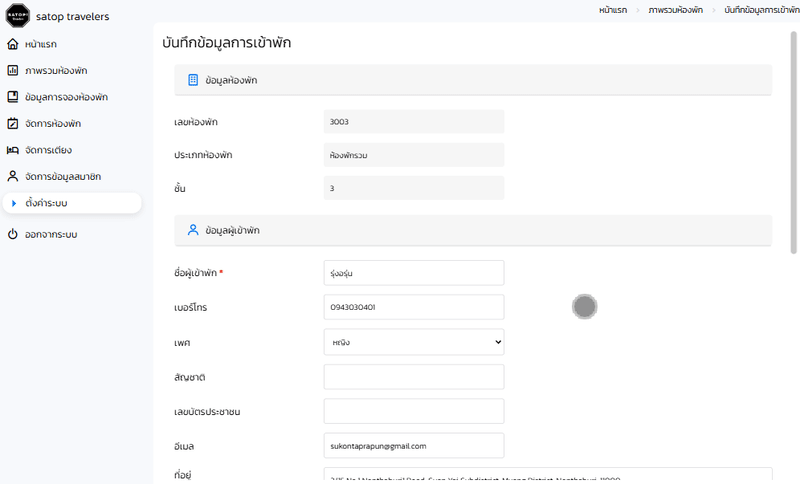 SATOP!
satop travelers
หน้าแรก
ภาพรวมห้องพัก
ข้อมูลการจองห้องพัก
จัดการห้องพัก
จัดการเตียง
จัดการข้อมูลสมาชิก
ตั้งค่าระบบ
ออกจากระบบ
หน้าแรก > ภาพรวมห้องพัก > บันทึกข้อมูลการเข้าพัก
บันทึกข้อมูลการเข้าพัก
ข้อมูลห้องพัก
เลขห้องพัก 3003
ประเภทห้องพัก ห้องพักรวม
ชั้น 3
ข้อมูลผู้เข้าพัก
ชื่อผู้เข้าพัก * รุ่งอรุ่น
เบอร์โทร 0943030401
เพศ หญิง
สัญชาติ
เลขบัตรประชาชน
อีเมล sukontaprapun@gmail.com
ที่อยู่